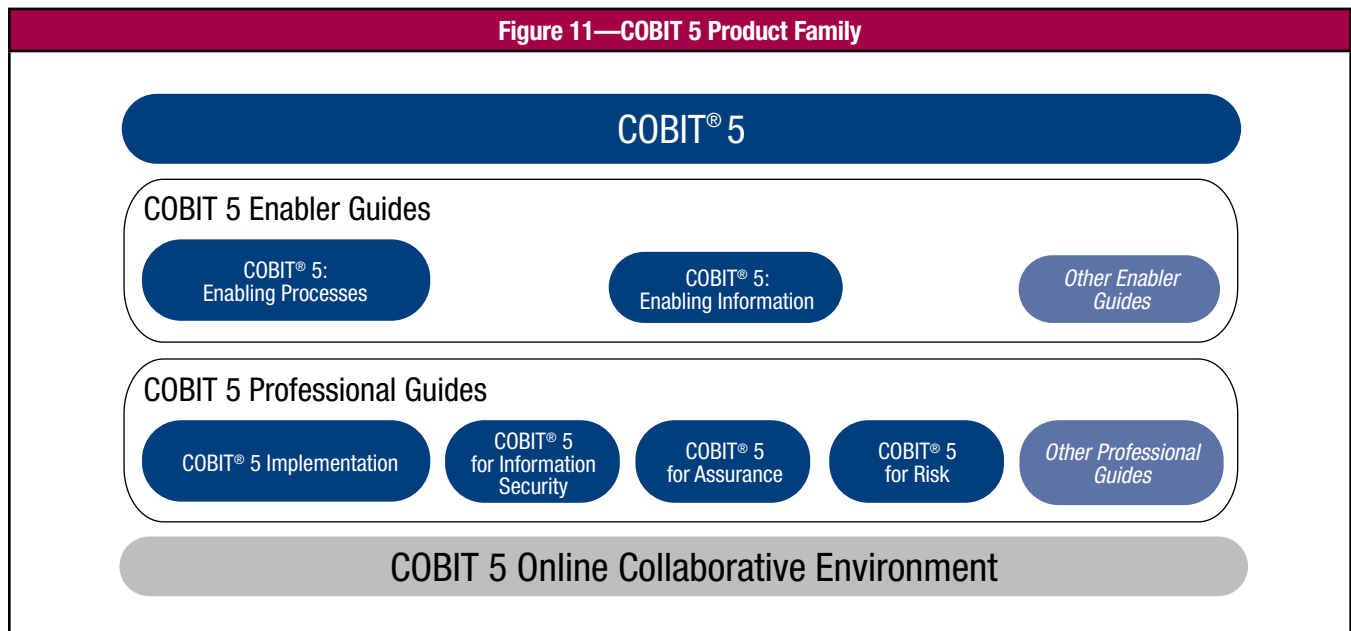 Figure 11—COBIT 5 Product Family
COBIT® 5
COBIT 5 Enabler Guides
COBIT® 5:
Enabling Processes
COBIT® 5:
Enabling Information
Other Enabler
Guides
COBIT 5 Professional Guides
COBIT® 5 Implementation
COBIT® 5
for Information
Security
COBIT® 5
for Assurance
COBIT® 5
for Risk
Other Professional
Guides
COBIT 5 Online Collaborative Environment